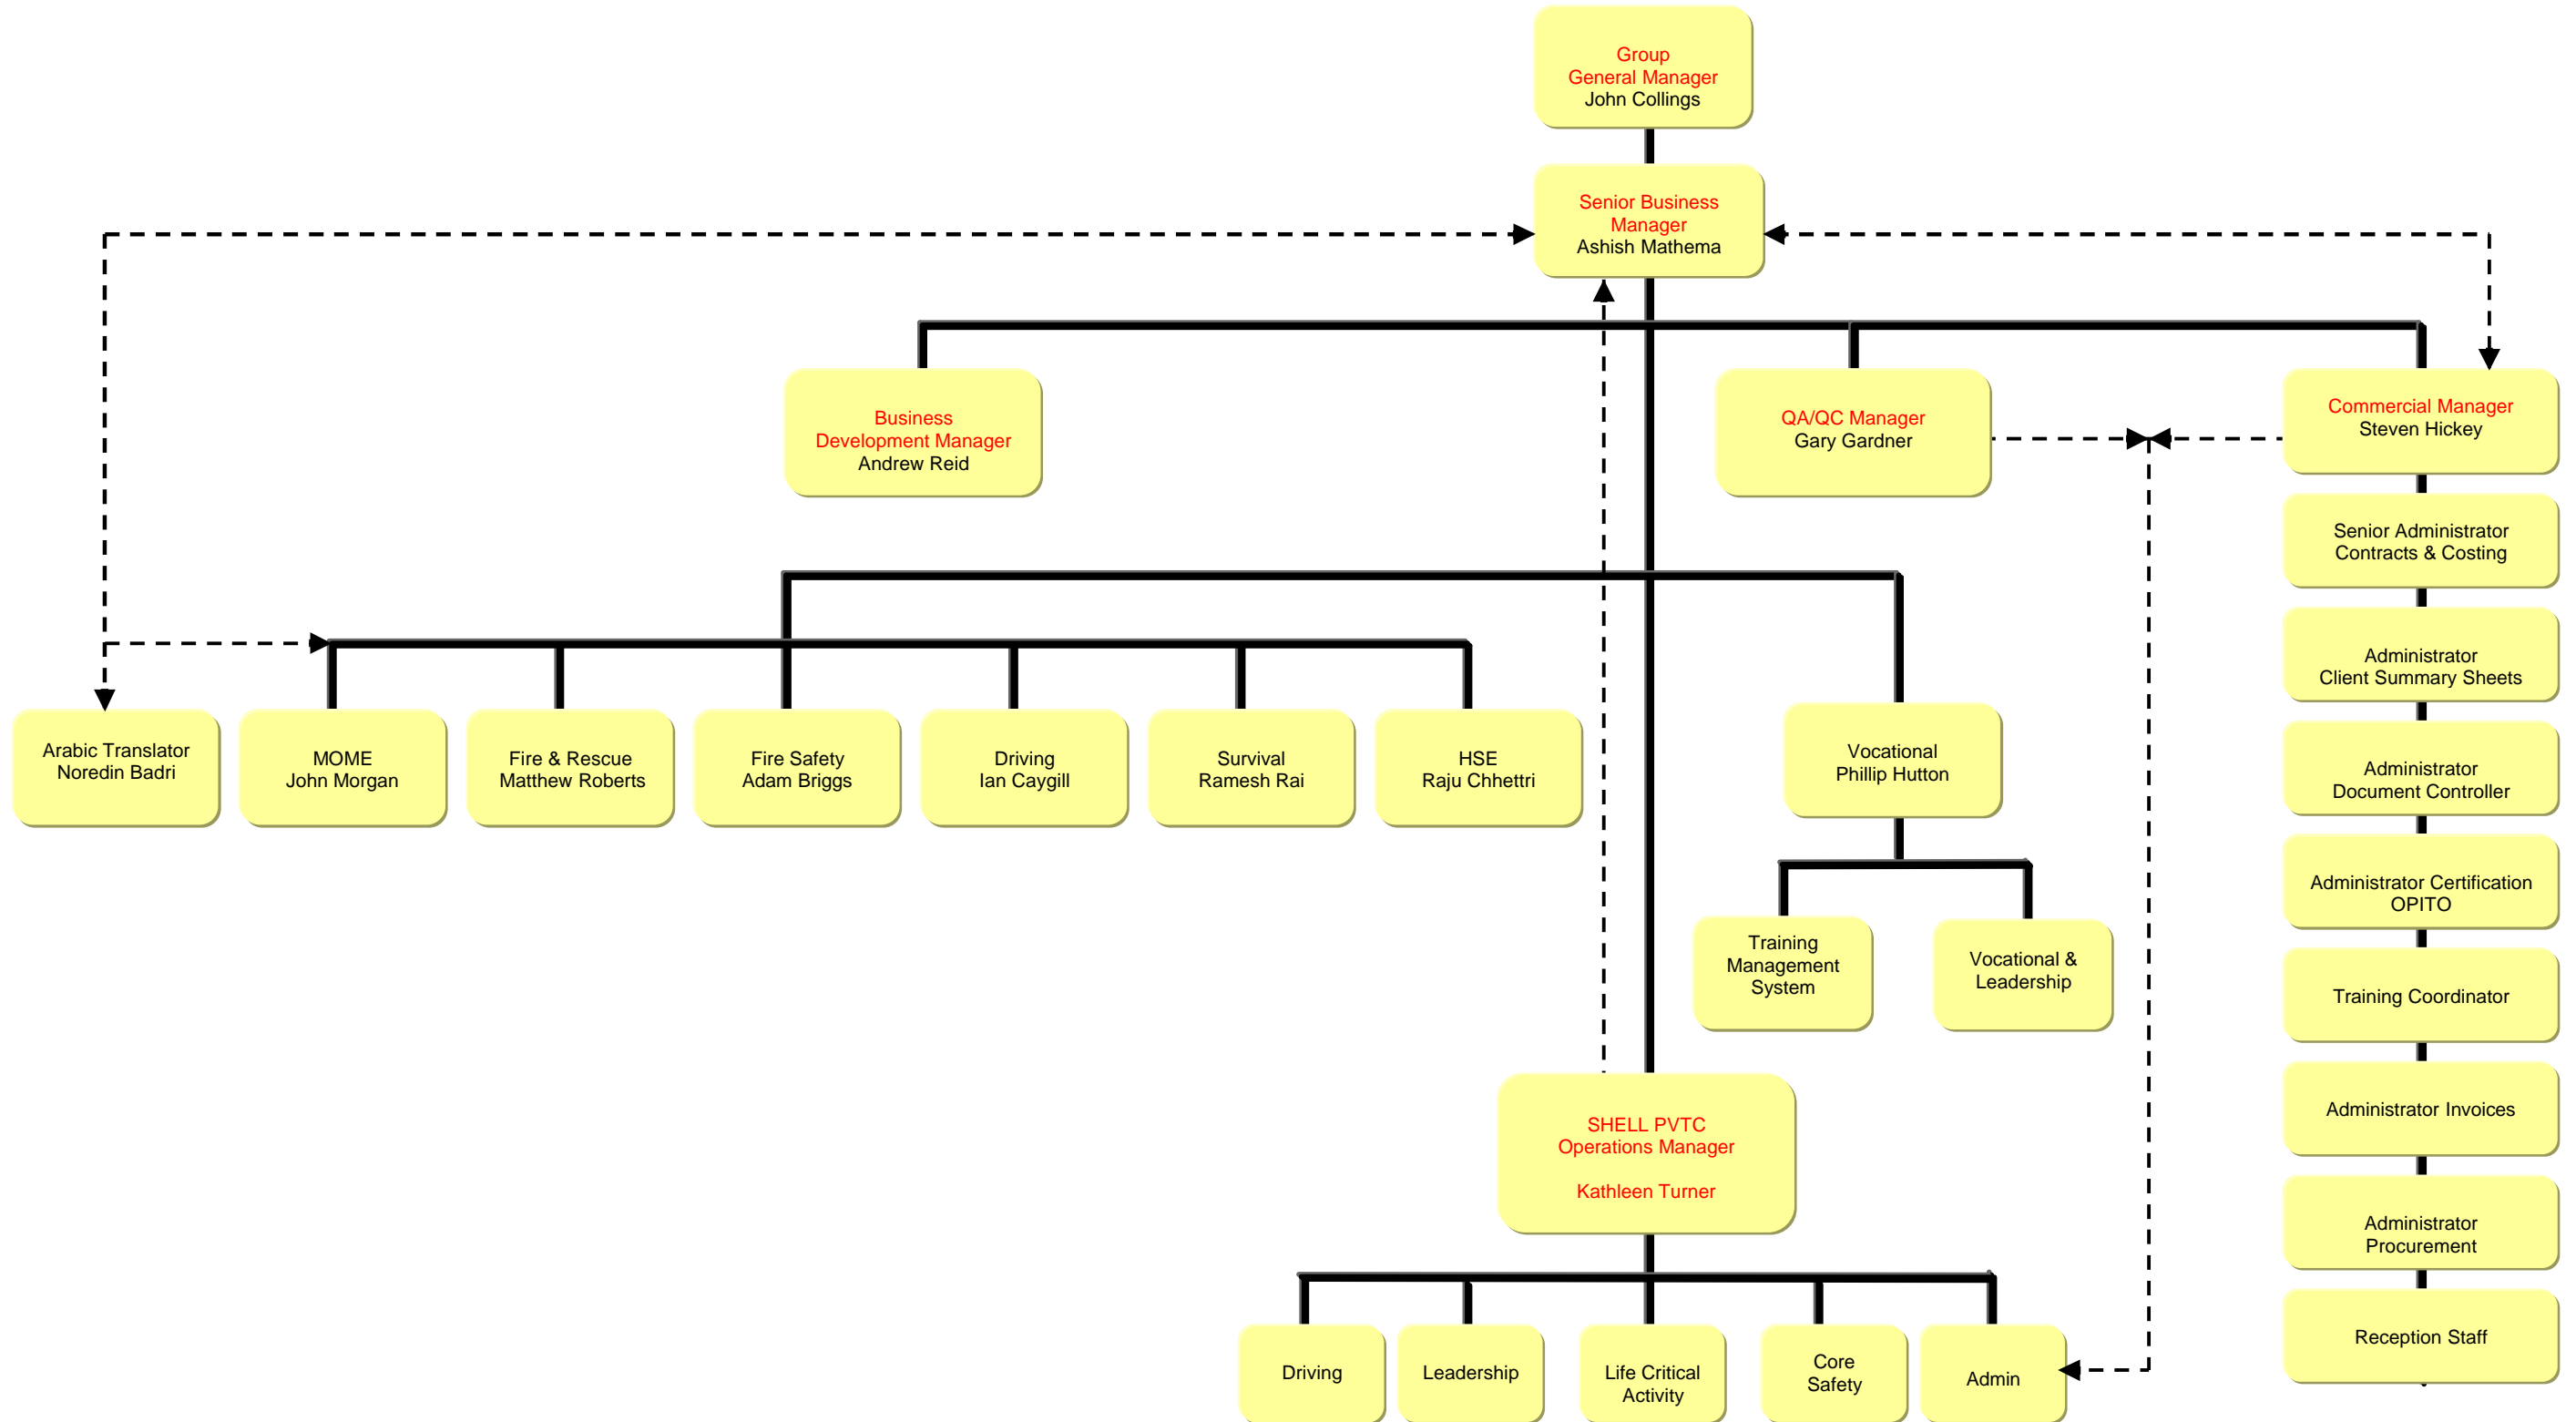 Group
General Manager
John Collings
Senior Business
Manager
Ashish Mathema
Business
Development Manager
Andrew Reid
QA/QC Manager
Gary Gardner
Commercial Manager
Steven Hickey
Senior Administrator
Contracts & Costing
Administrator
Client Summary Sheets
Administrator
Document Controller
Administrator Certification
OPITO
Training Coordinator
Administrator Invoices
Administrator
Procurement
Reception Staff
Arabic Translator
Noredin Badri
MOME
John Morgan
Fire & Rescue
Matthew Roberts
Fire Safety
Adam Briggs
Driving
Ian Caygill
Survival
Ramesh Rai
HSE
Raju Chhettri
Vocational
Phillip Hutton
Training
Management
System
Vocational &
Leadership
SHELL PVTC
Operations Manager
Kathleen Turner
Driving
Leadership
Life Critical
Activity
Core
Safety
Admin